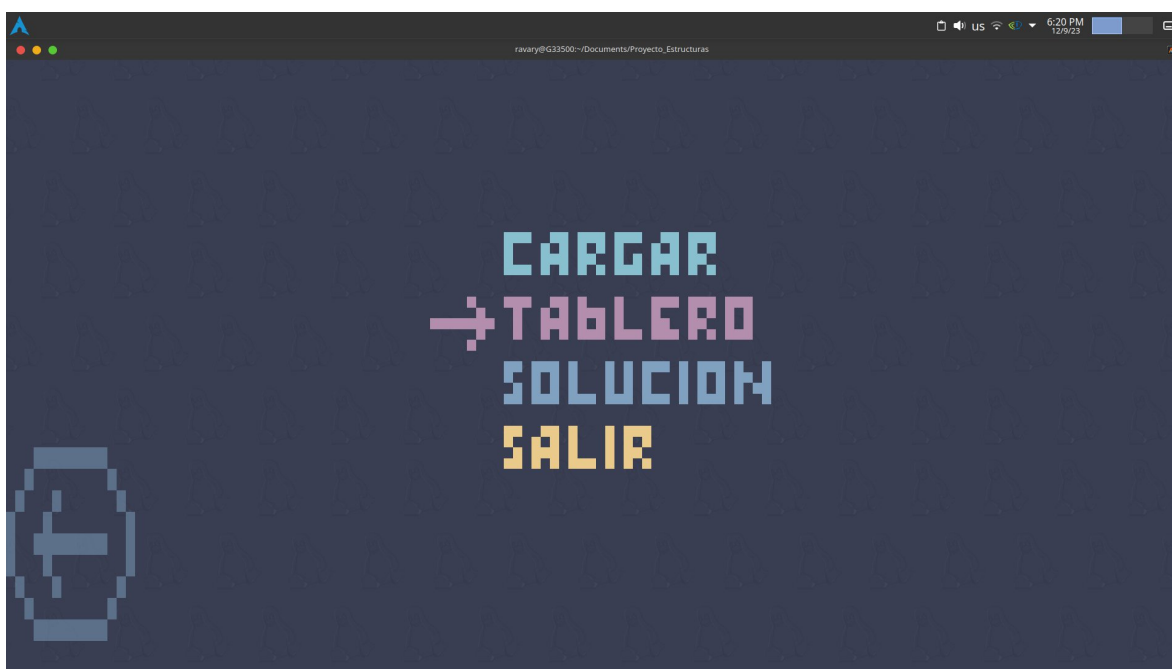 us 6:20 PM
12/9/23
ravary@G33500:~/Documents/Proyecto_Estructuras
CARGAR
TAbLERO
SOLUCION
SALIR